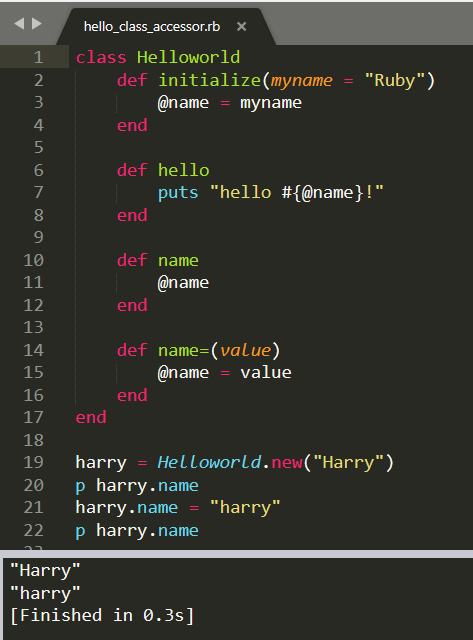 hello_class_accessor.rb ×
1 class Helloworld
2     def initialize(myname = "Ruby")
3         @name = myname
4     end
5
6     def hello
7         puts "hello #{@name}!"
8     end
9
10     def name
11         @name
12     end
13
14     def name=(value)
15         @name = value
16     end
17 end
18
19 harry = Helloworld.new("Harry")
20 p harry.name
21 harry.name = "harry"
22 p harry.name
"Harry"
"harry"
[Finished in 0.3s]